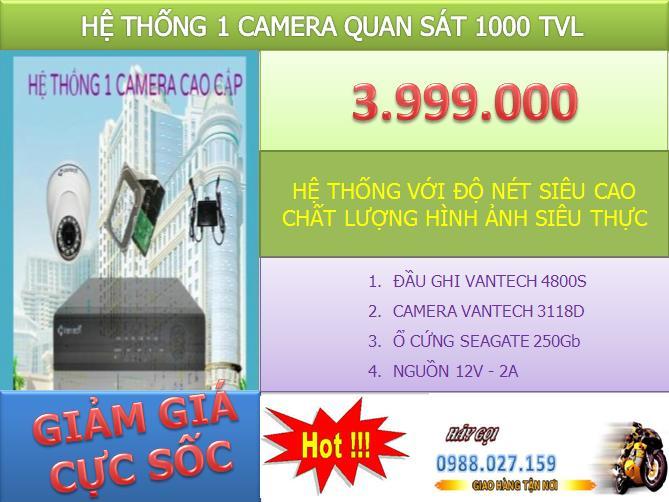 HỆ THỐNG 1 CAMERA QUAN SÁT 1000 TVL
HỆ THỐNG 1 CAMERA CAO CẤP
3.999.000
HỆ THỐNG VỚI ĐỘ NÉT SIÊU CAO
CHẤT LƯỢNG HÌNH ẢNH SIÊU THỰC
1. ĐẦU GHI VANTECH 4800S
2. CAMERA VANTECH 3118D
3. Ổ CỨNG SEAGATE 250Gb
4. NGUỒN 12V - 2A
GIẢM GIÁ
CỰC SỐC
Hot !!!
HÃY GỌI
0988.027.159
GIAO HÀNG TẬN NƠI